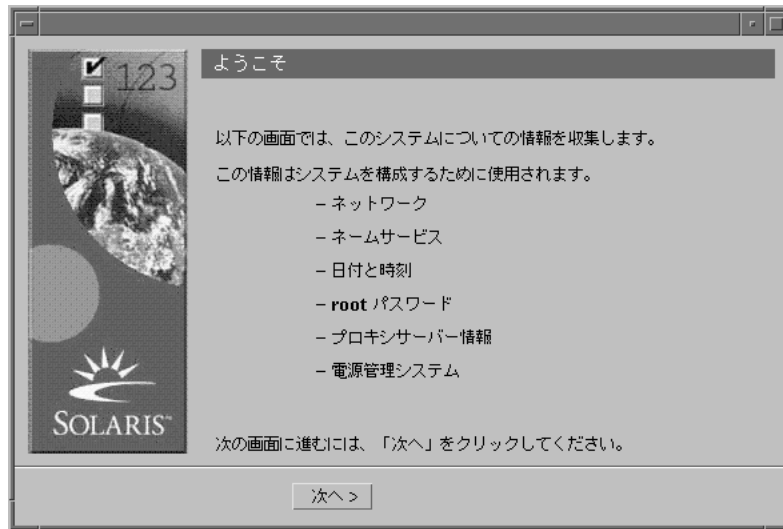 123
ようこそ
以下の画面では、このシステムについての情報を収集します。
この情報はシステムを構成するために使用されます。
– ネットワーク
– ネームサービス
– 日付と時刻
– root パスワード
– プロキシサーバー情報
– 電源管理システム
SOLARIS™
次の画面に進むには、「次へ」をクリックしてください。
次へ >